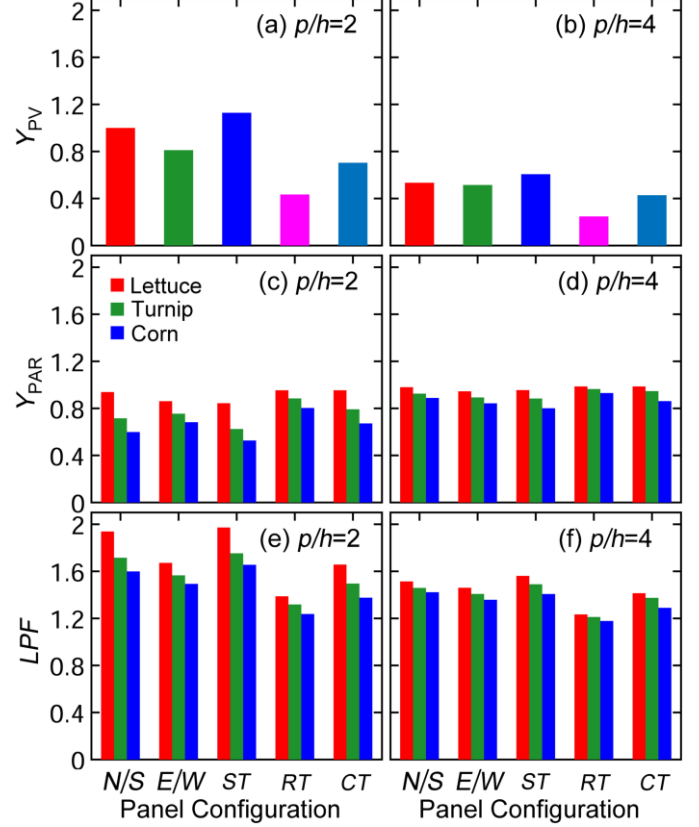 2
1.6
1.2
0.8
0.4
0
Y_PV
(a) p/h=2
(b) p/h=4
2
1.6
1.2
0.8
0.4
0
Y_PAR
(c) p/h=2
Lettuce
Turnip
Corn
(d) p/h=4
2
1.6
1.2
0.8
0.4
0
LPF
(e) p/h=2
(f) p/h=4
N/S E/W ST RT CT
N/S E/W ST RT CT
Panel Configuration
Panel Configuration